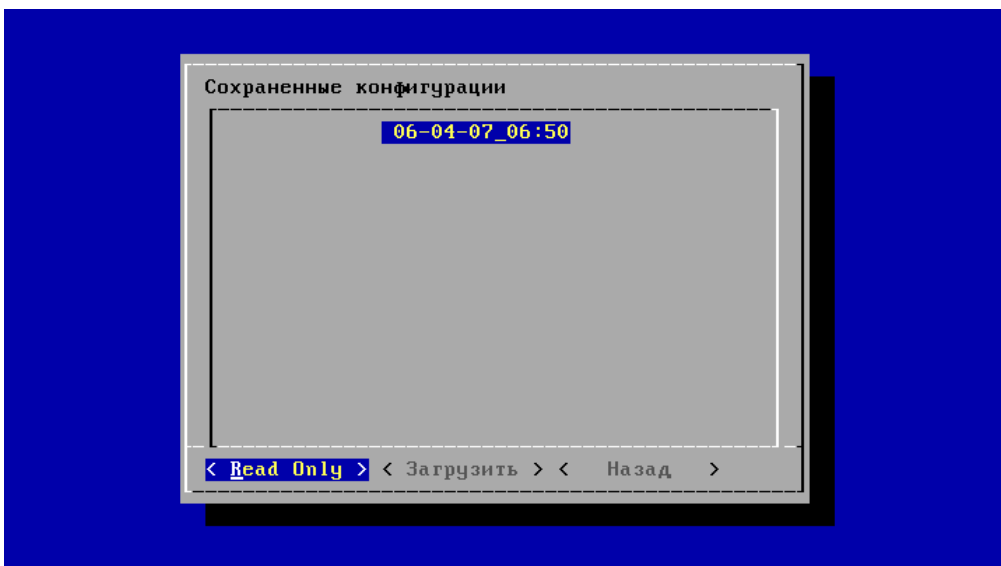 Сохраненные конфигурации
06-04-07_06:50
< Read Only > < Загрузить > < Назад >